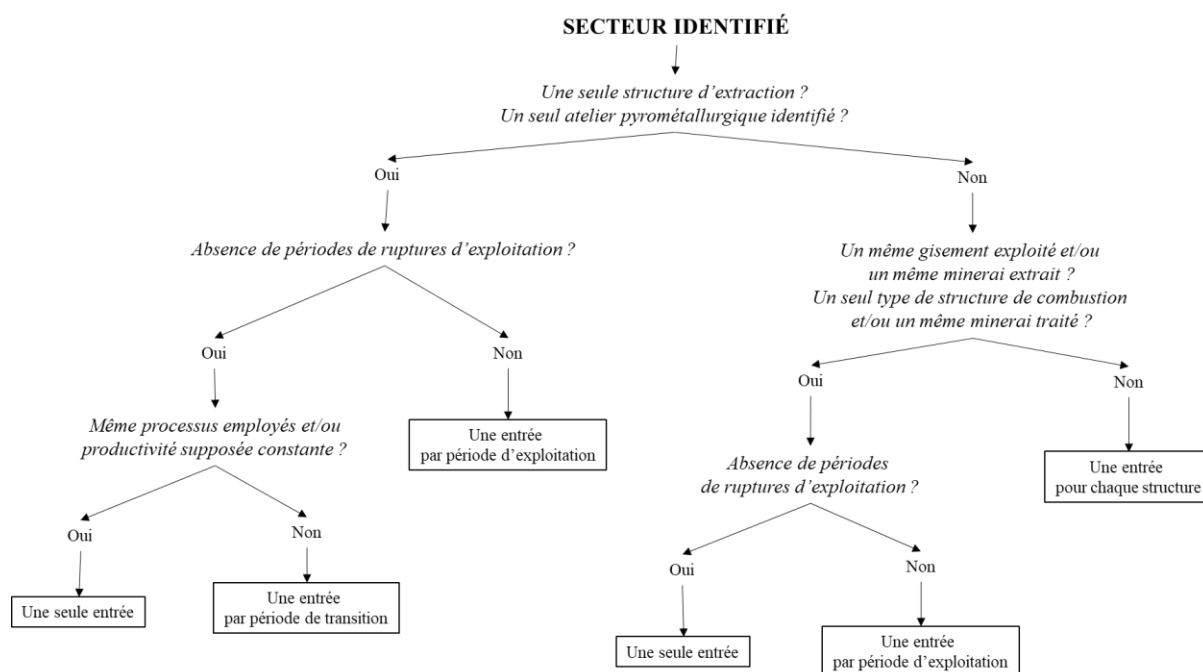 SECTEUR IDENTIFIÉ
Une seule structure d'extraction ?
Un seul atelier pyrométallurgique identifié ?
Oui
Non
Absence de périodes de ruptures d'exploitation ?
Un même gisement exploité et/ou
un même minerai extrait ?
Un seul type de structure de combustion
et/ou un même minerai traité ?
Oui
Non
Oui
Non
Même processus employés et/ou
productivité supposée constante ?
Une entrée
par période d'exploitation
Absence de périodes
de ruptures d'exploitation ?
Une entrée
pour chaque structure
Oui
Non
Oui
Non
Une seule entrée
Une entrée
par période de transition
Une seule entrée
Une entrée
par période d'exploitation